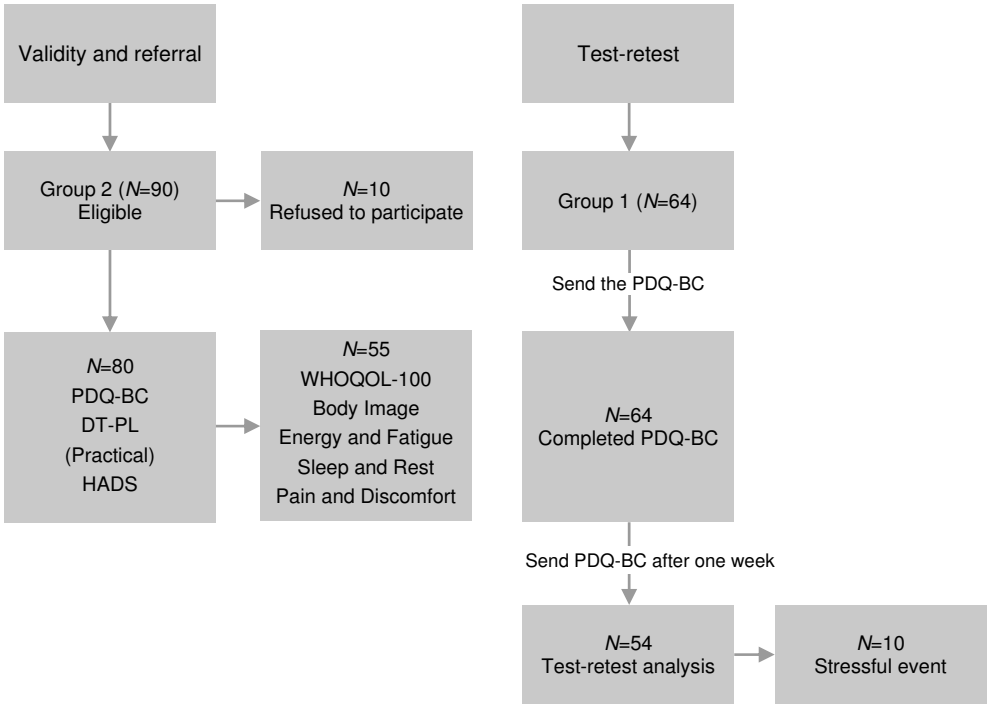 Validity and referral
Group 2 (N=90)
Eligible
N=10
Refused to participate
N=80
PDQ-BC
DT-PL
(Practical)
HADS
N=55
WHOQOL-100
Body Image
Energy and Fatigue
Sleep and Rest
Pain and Discomfort
Test-retest
Group 1 (N=64)
Send the PDQ-BC
N=64
Completed PDQ-BC
Send PDQ-BC after one week
N=54
Test-retest analysis
N=10
Stressful event